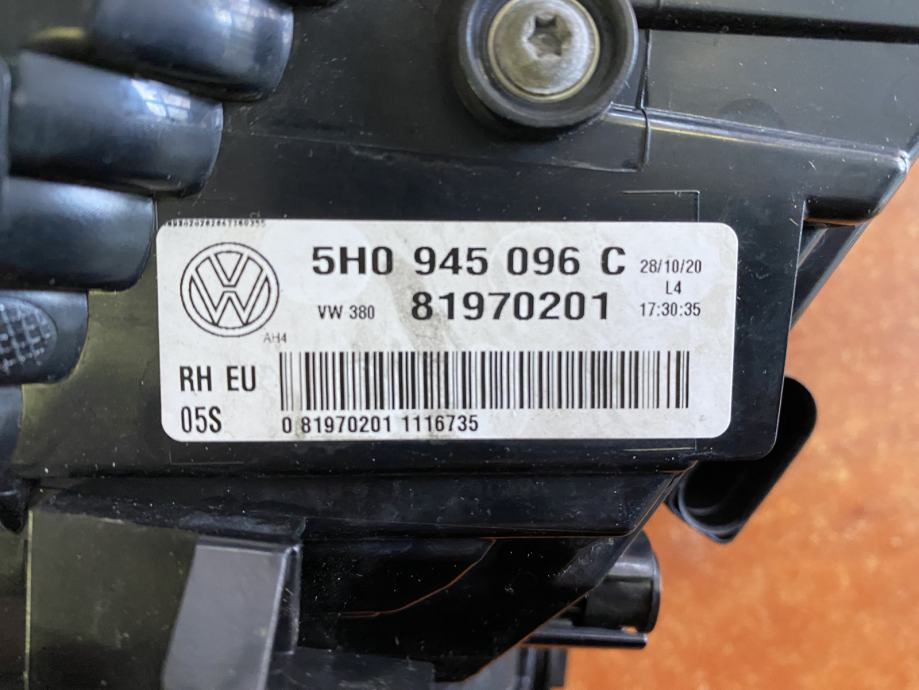 5H0 945 096 C 28/10/20
L4
VW 380 81970201 17:30:35
AH4
RH EU
05S
0 81970201 1116735